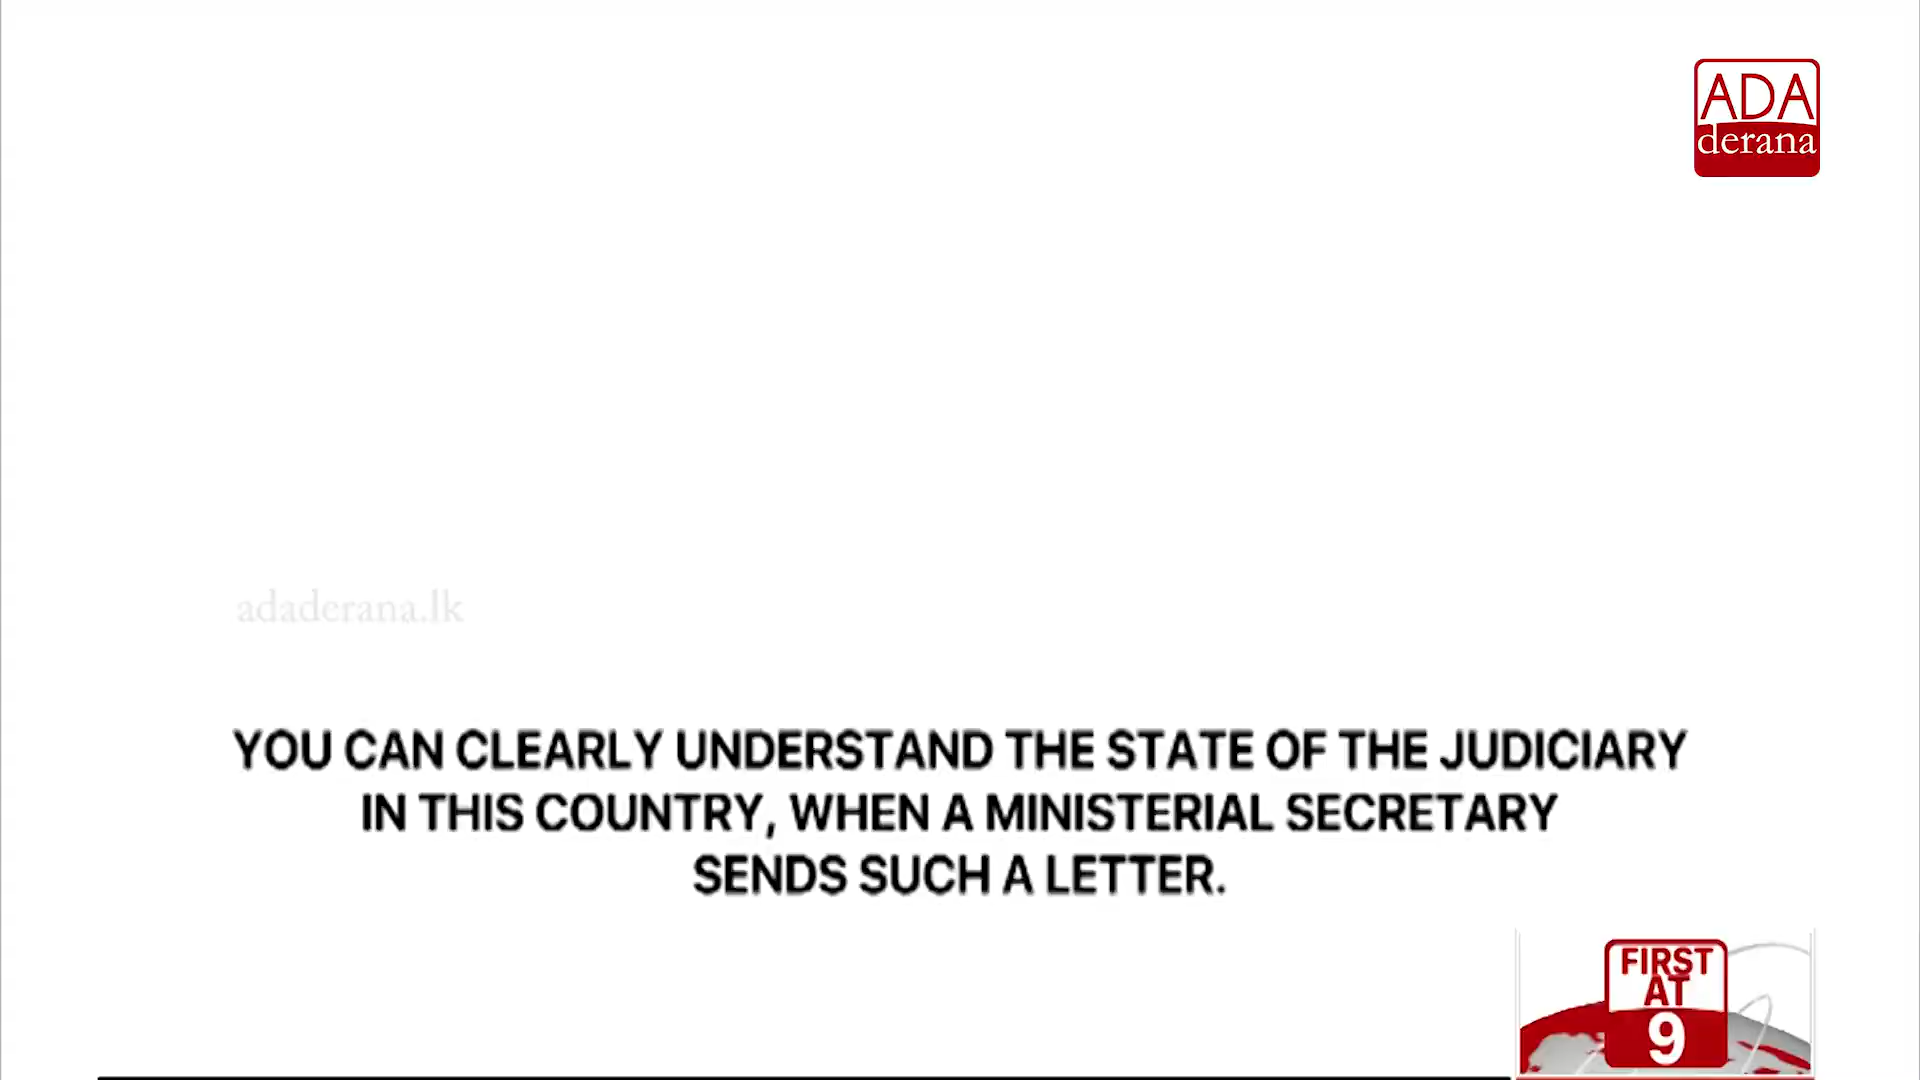 ADA
derana
adaderana.lk
YOU CAN CLEARLY UNDERSTAND THE STATE OF THE JUDICIARY
IN THIS COUNTRY, WHEN A MINISTERIAL SECRETARY
SENDS SUCH A LETTER.
FIRST
AT
9